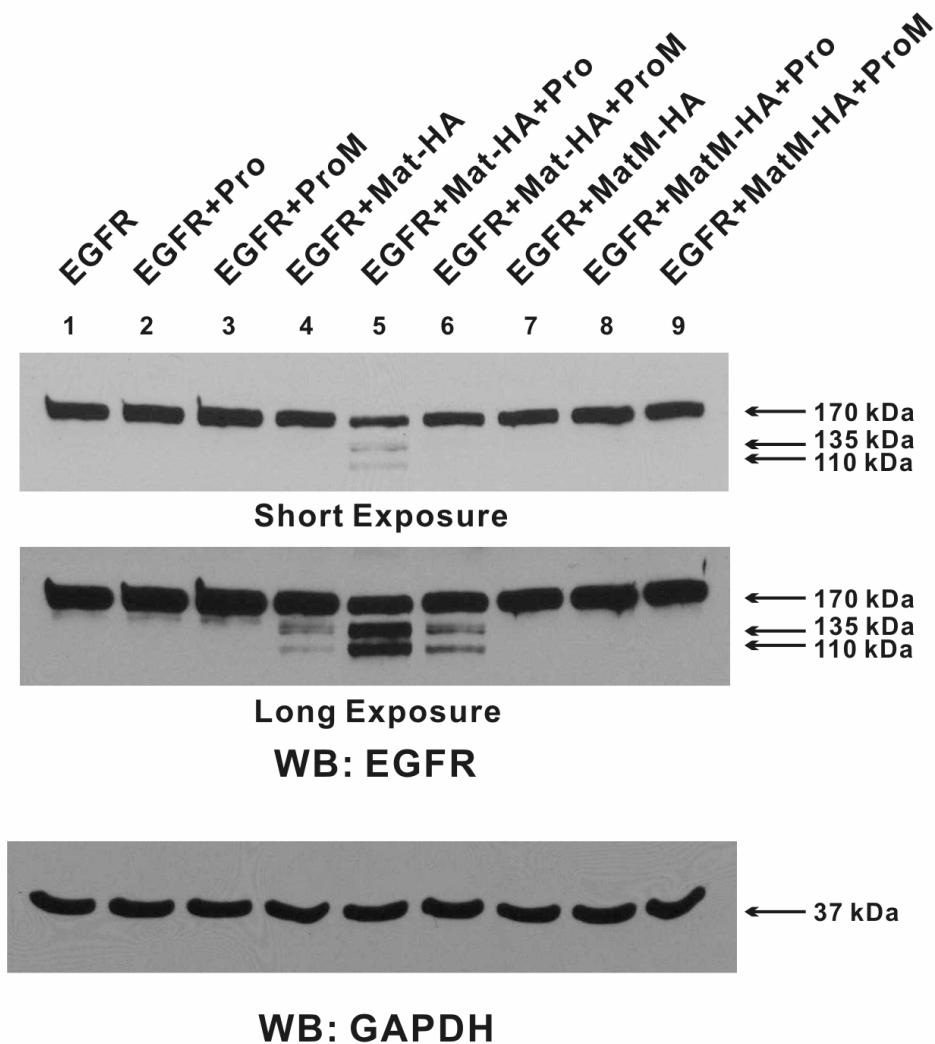 EGFR
EGFR+Pro
EGFR+ProM
EGFR+Mat-HA
EGFR+Mat-HA+Pro
EGFR+Mat-HA+ProM
EGFR+MatM-HA
EGFR+MatM-HA+Pro
EGFR+MatM-HA+ProM
1 2 3 4 5 6 7 8 9
170 kDa
135 kDa
110 kDa
Short Exposure
170 kDa
135 kDa
110 kDa
Long Exposure
WB: EGFR
37 kDa
WB: GAPDH